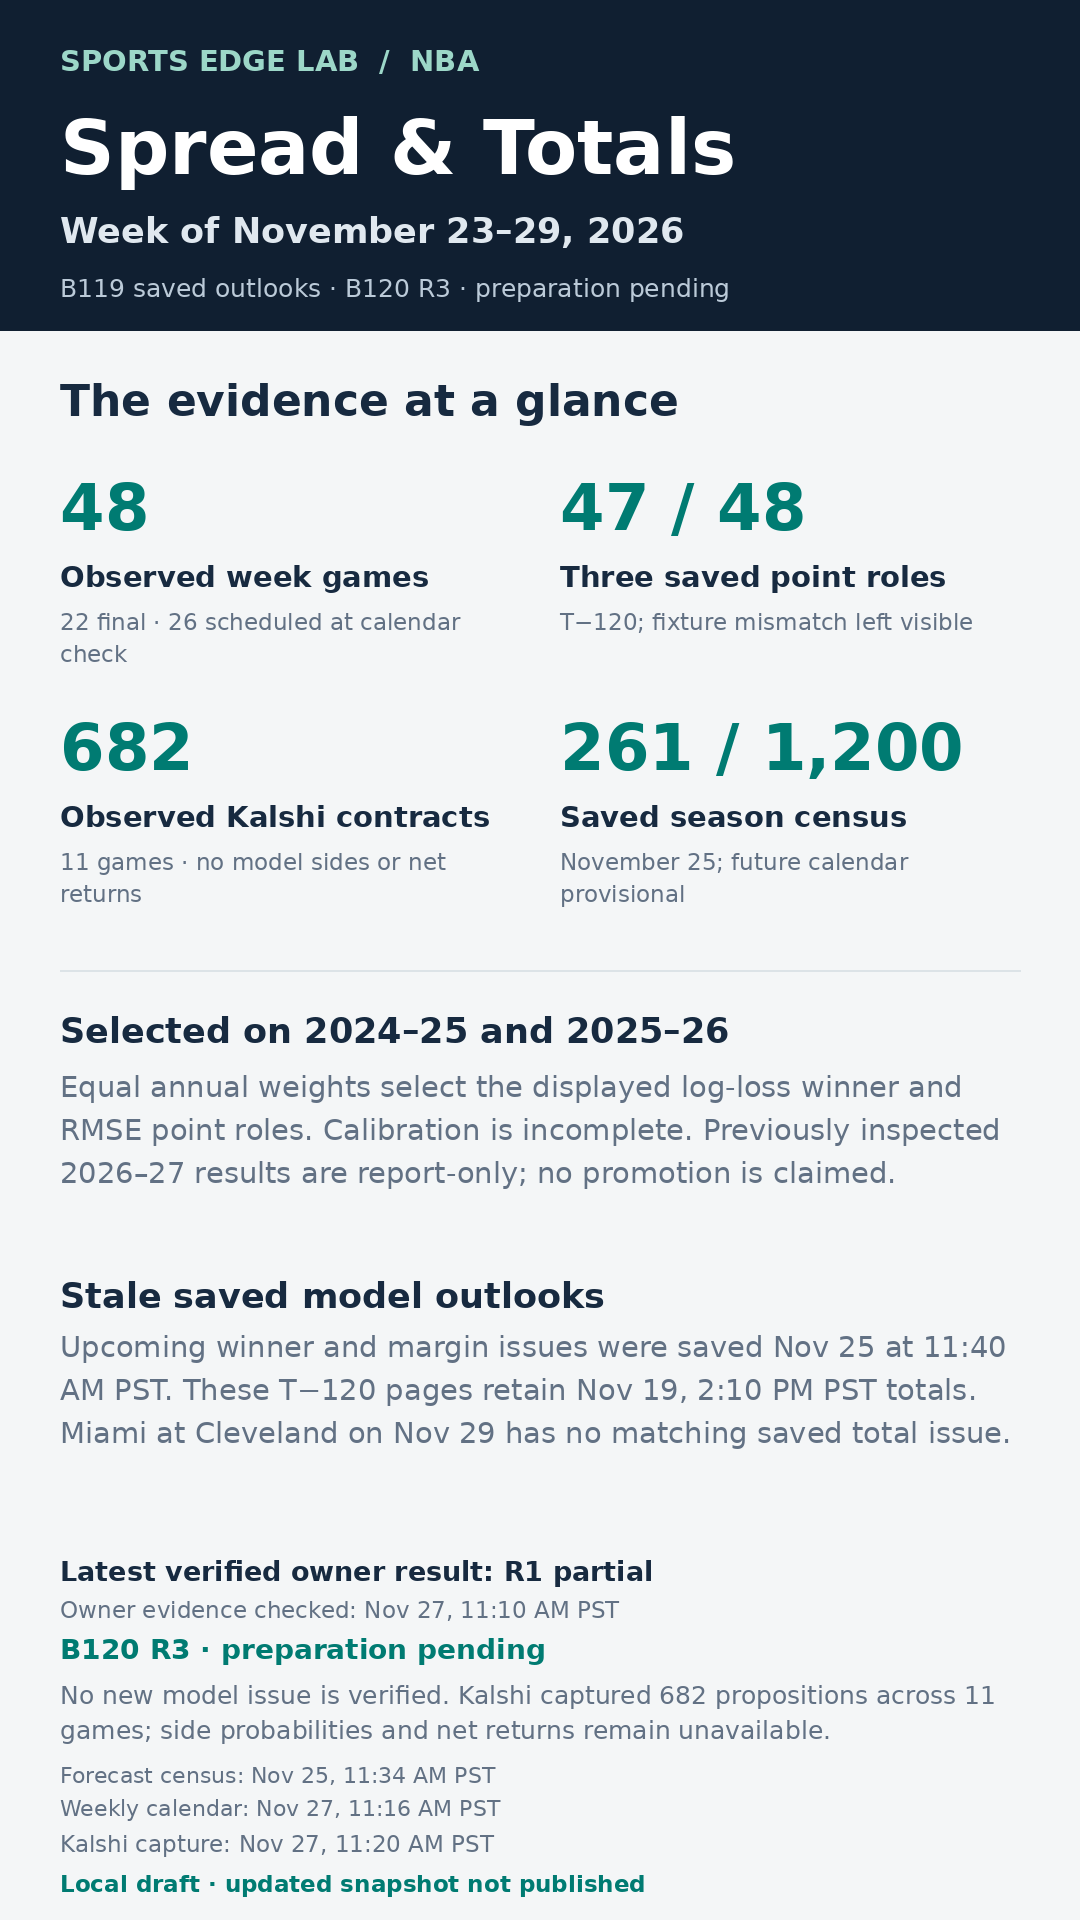 SPORTS EDGE LAB / NBA
Spread & Totals
Week of November 23–29, 2026
B119 saved outlooks · B120 R3 · preparation pending
The evidence at a glance
48
Observed week games
22 final · 26 scheduled at calendar
check
47 / 48
Three saved point roles
T−120; fixture mismatch left visible
682
Observed Kalshi contracts
11 games · no model sides or net
returns
261 / 1,200
Saved season census
November 25; future calendar
provisional
Selected on 2024–25 and 2025–26
Equal annual weights select the displayed log-loss winner and
RMSE point roles. Calibration is incomplete. Previously inspected
2026–27 results are report-only; no promotion is claimed.
Stale saved model outlooks
Upcoming winner and margin issues were saved Nov 25 at 11:40
AM PST. These T−120 pages retain Nov 19, 2:10 PM PST totals.
Miami at Cleveland on Nov 29 has no matching saved total issue.
Latest verified owner result: R1 partial
Owner evidence checked: Nov 27, 11:10 AM PST
B120 R3 · preparation pending
No new model issue is verified. Kalshi captured 682 propositions across 11
games; side probabilities and net returns remain unavailable.
Forecast census: Nov 25, 11:34 AM PST
Weekly calendar: Nov 27, 11:16 AM PST
Kalshi capture: Nov 27, 11:20 AM PST
Local draft · updated snapshot not published